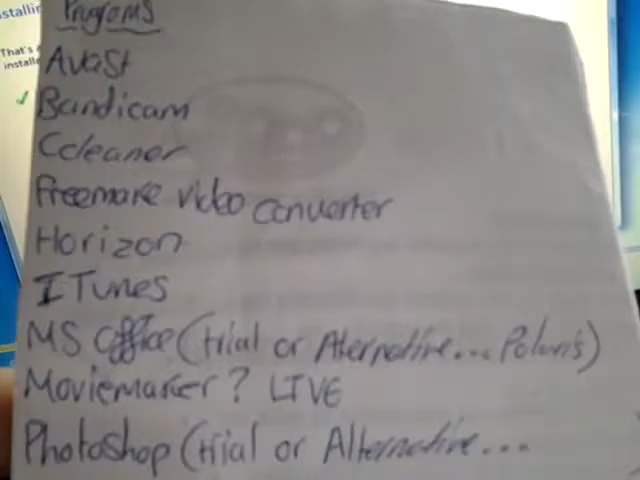 Programs
Avast
Bandicam
Ccleaner
Freemake video converter
Horizon
ITunes
MS Office (trial or Alternative... Polaris)
Moviemaker? LIVE
Photoshop (trial or Alternative...
That's